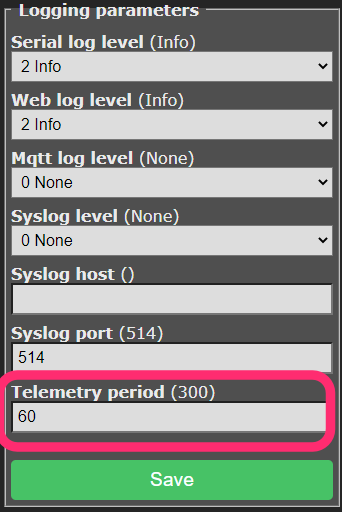 Logging parameters
Serial log level (Info)
2 Info
Web log level (Info)
2 Info
Mqtt log level (None)
0 None
Syslog level (None)
0 None
Syslog host ()
Syslog port (514)
514
Telemetry period (300)
60
Save